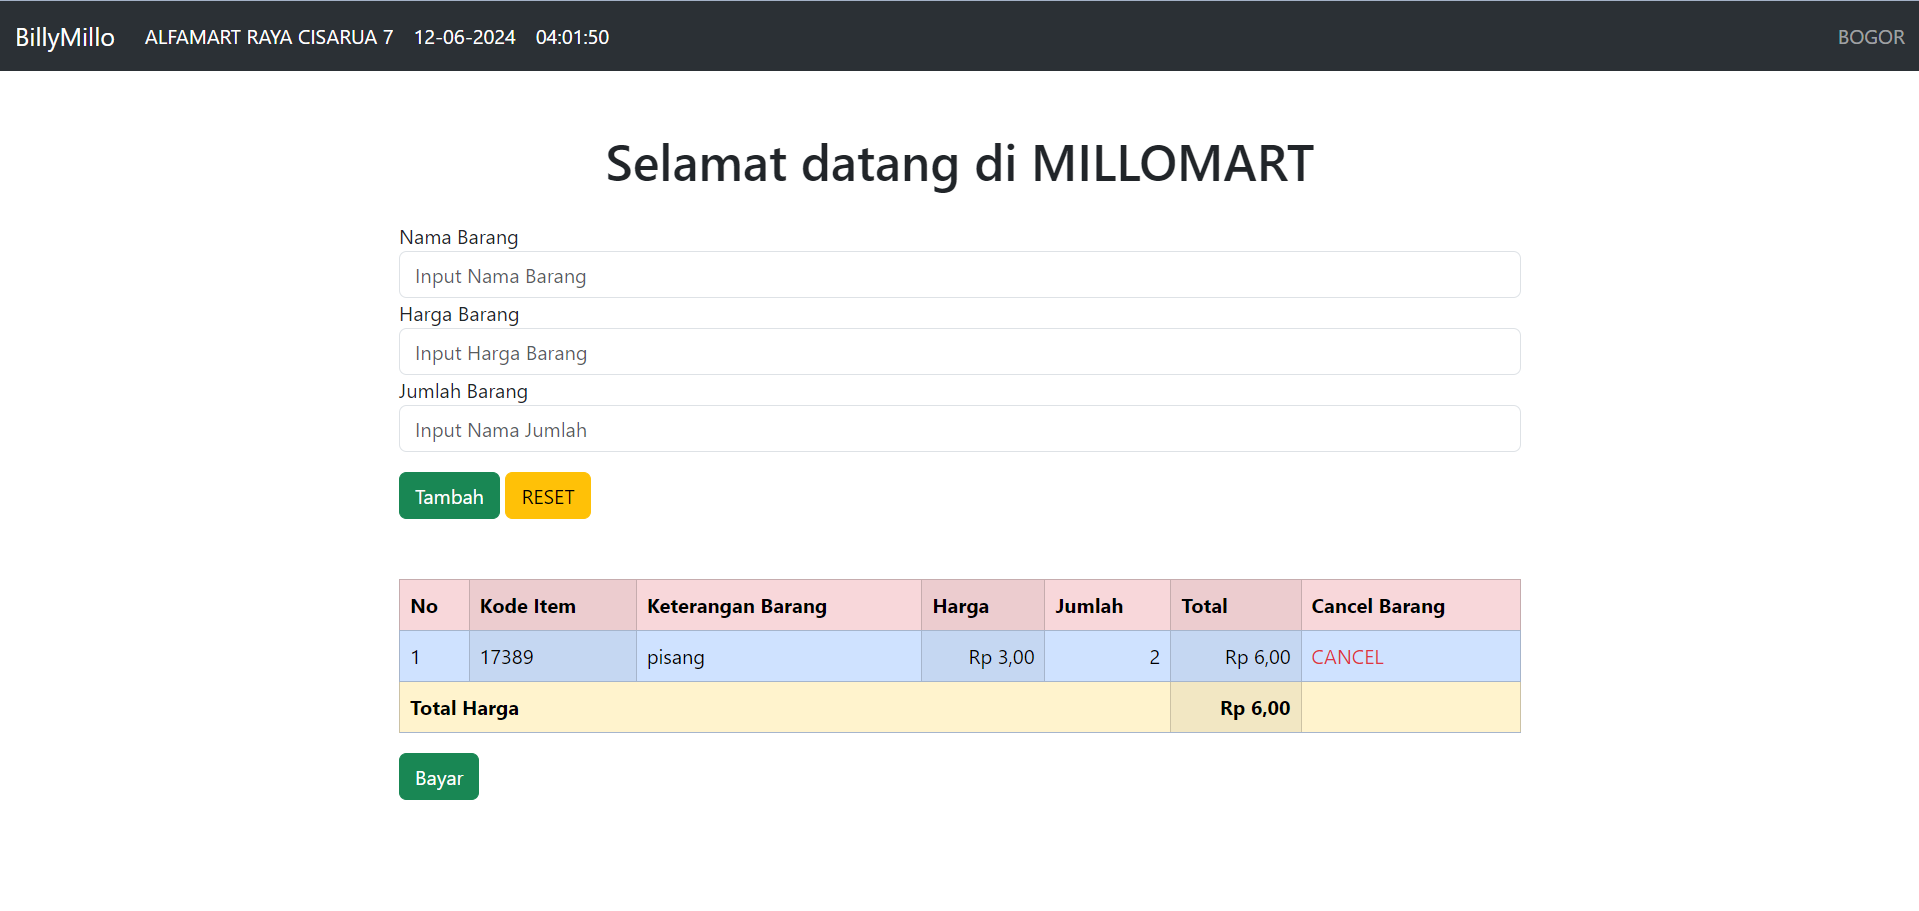 BillyMillo ALFAMART RAYA CISARUA 7 12-06-2024 04:01:50 BOGOR
Selamat datang di MILLOMART
Nama Barang
Input Nama Barang
Harga Barang
Input Harga Barang
Jumlah Barang
Input Nama Jumlah
Tambah RESET
No Kode Item Keterangan Barang Harga Jumlah Total Cancel Barang
1 17389 pisang Rp 3,00 2 Rp 6,00 CANCEL
Total Harga Rp 6,00
Bayar